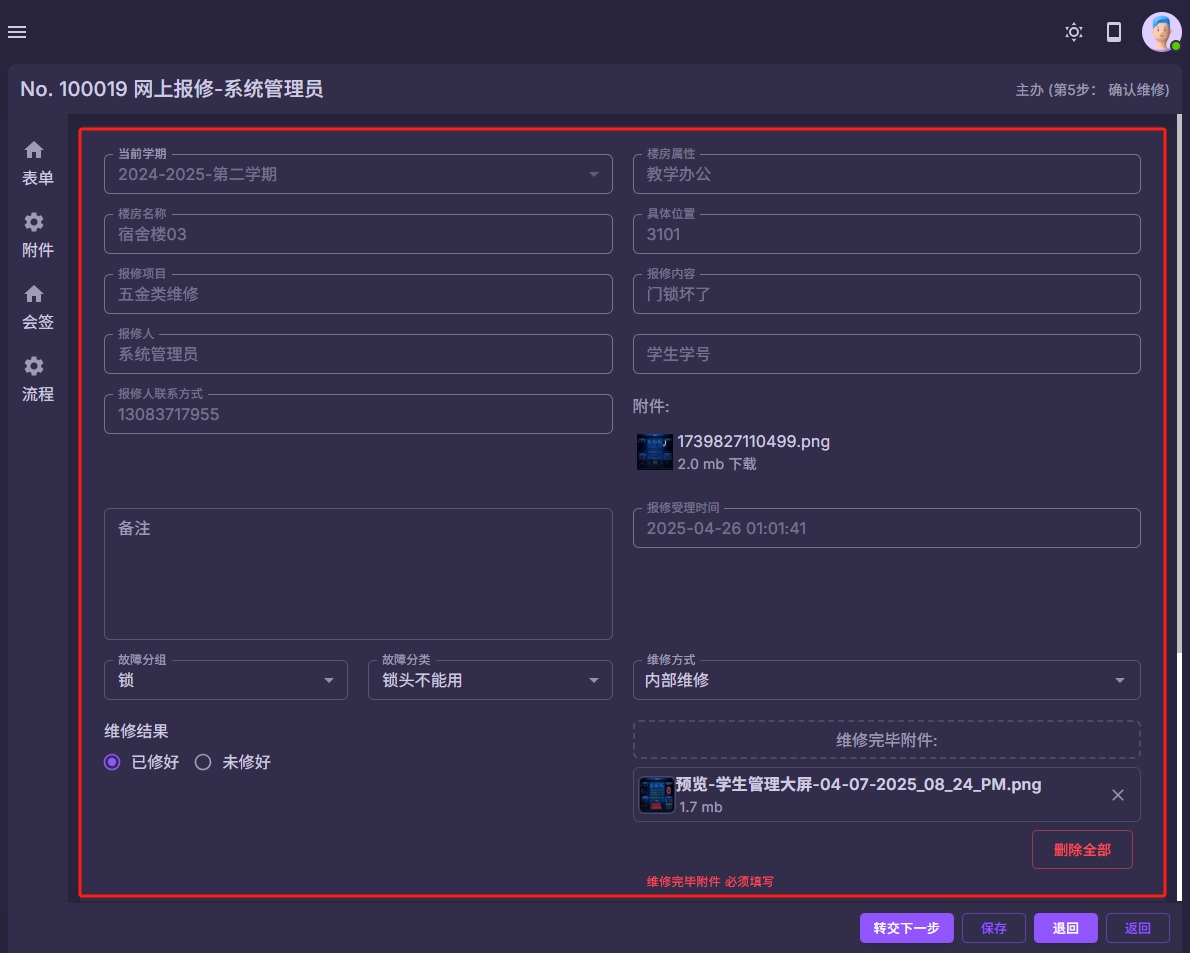 No. 100019 网上报修-系统管理员
主办 (第5步： 确认维修)
表单
附件
会签
流程
当前学期
2024-2025-第二学期
楼房属性
教学办公
楼房名称
宿舍楼03
具体位置
3101
报修项目
五金类维修
报修内容
门锁坏了
报修人
系统管理员
学生学号
报修人联系方式
13083717955
附件:
1739827110499.png
2.0 mb 下载
备注
报修受理时间
2025-04-26 01:01:41
故障分组
锁
故障分类
锁头不能用
维修方式
内部维修
维修结果
已修好
未修好
维修完毕附件:
预览-学生管理大屏-04-07-2025_08_24_PM.png
1.7 mb
删除全部
维修完毕附件 必须填写
转交下一步
保存
退回
返回